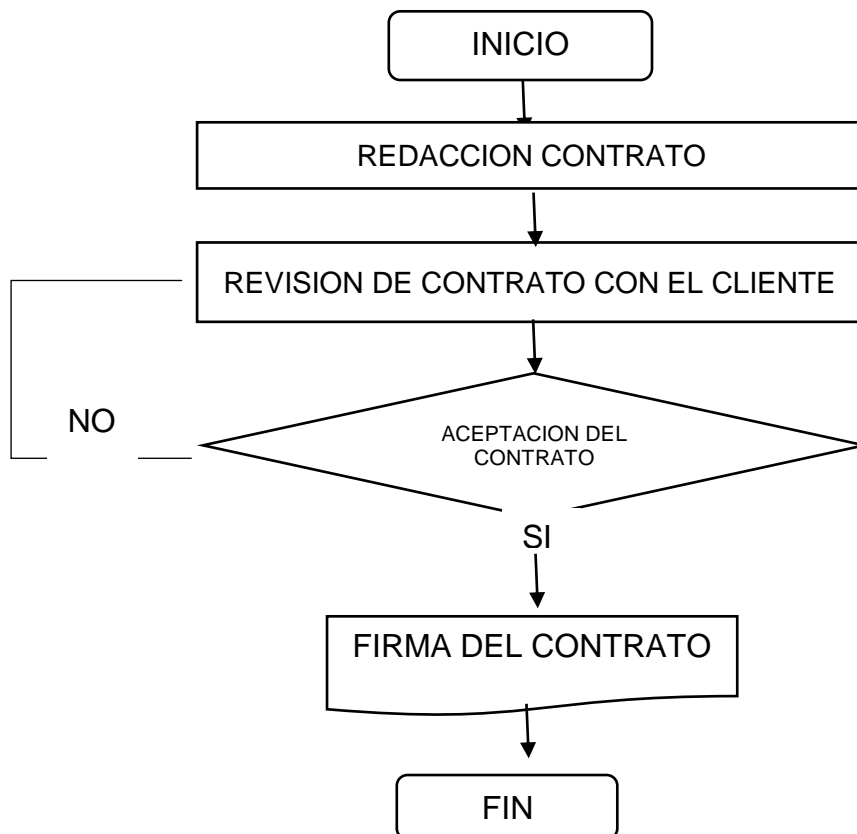 INICIO
REDACCION CONTRATO
REVISION DE CONTRATO CON EL CLIENTE
NO
ACEPTACION DEL
CONTRATO
SI
FIRMA DEL CONTRATO
FIN